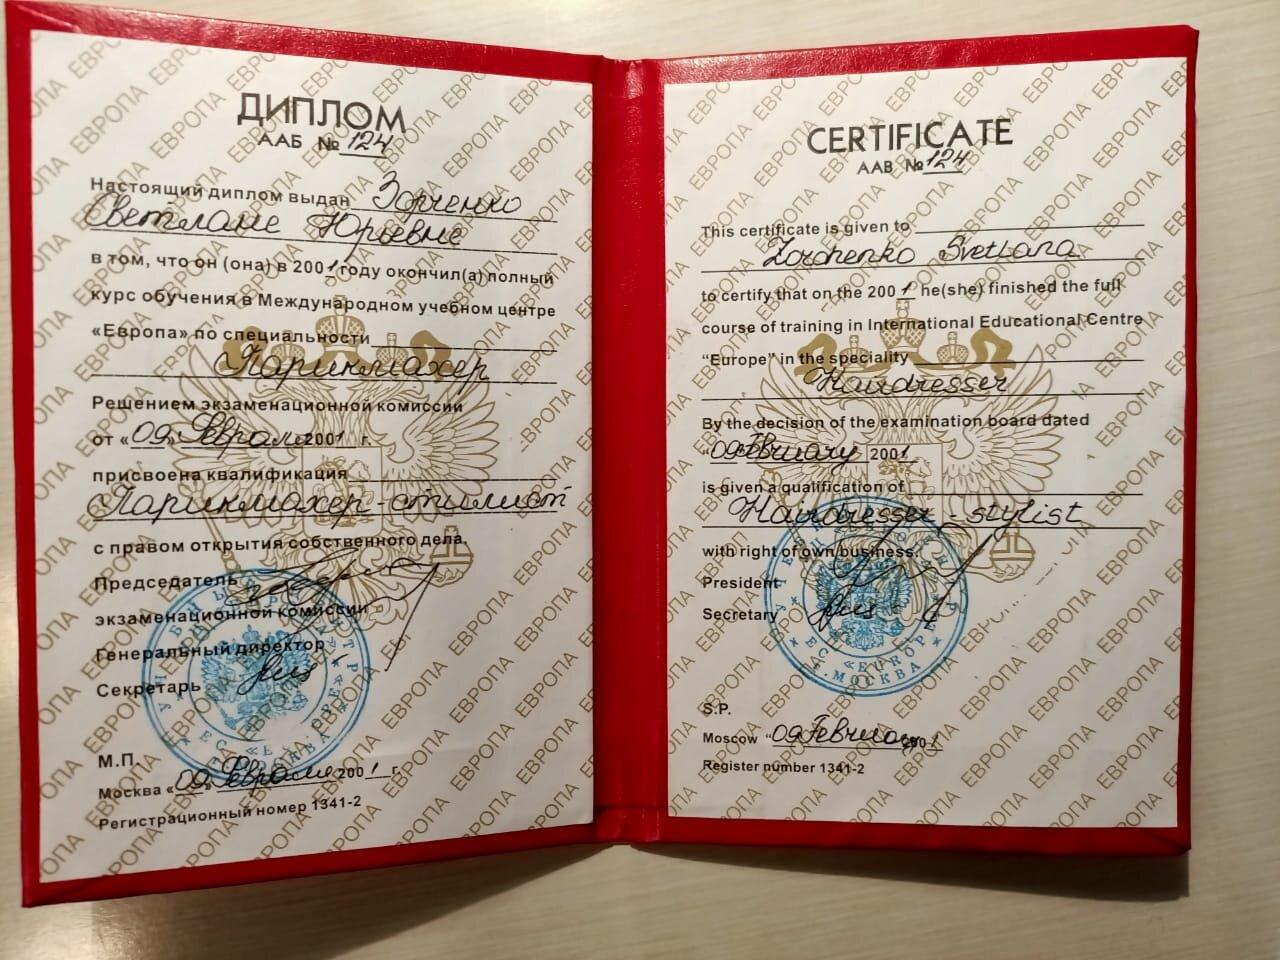 ДИПЛОМ
ААБ № 124
Настоящий диплом выдан Зорченко
Светлане Юрьевне
в том, что он (она) в 2001 году окончил(а) полный
курс обучения в Международном учебном центре
«Европа» по специальности
Парикмахер
Решением экзаменационной комиссии
от «09» Февраля 2001 г.
присвоена квалификация
Парикмахер-стилист
с правом открытия собственного дела.
Председатель
экзаменационной комиссии
Генеральный директор
Секретарь
М.П.
Москва «09» Февраля 2001 г.
Регистрационный номер 1341-2
CERTIFICATE
AAB № 124
This certificate is given to
Zorchenko Svetlana
to certify that on the 2001 he(she) finished the full
course of training in International Educational Centre
“Europe” in the speciality
Hairdresser
By the decision of the examination board dated
“09 February 2001
is given a qualification of
Hairdresser - stylist
with right of own business.
President
Secretary
«EUROPE»
МОСКВА
S.P.
Moscow “09 February 2001
Register number 1341-2